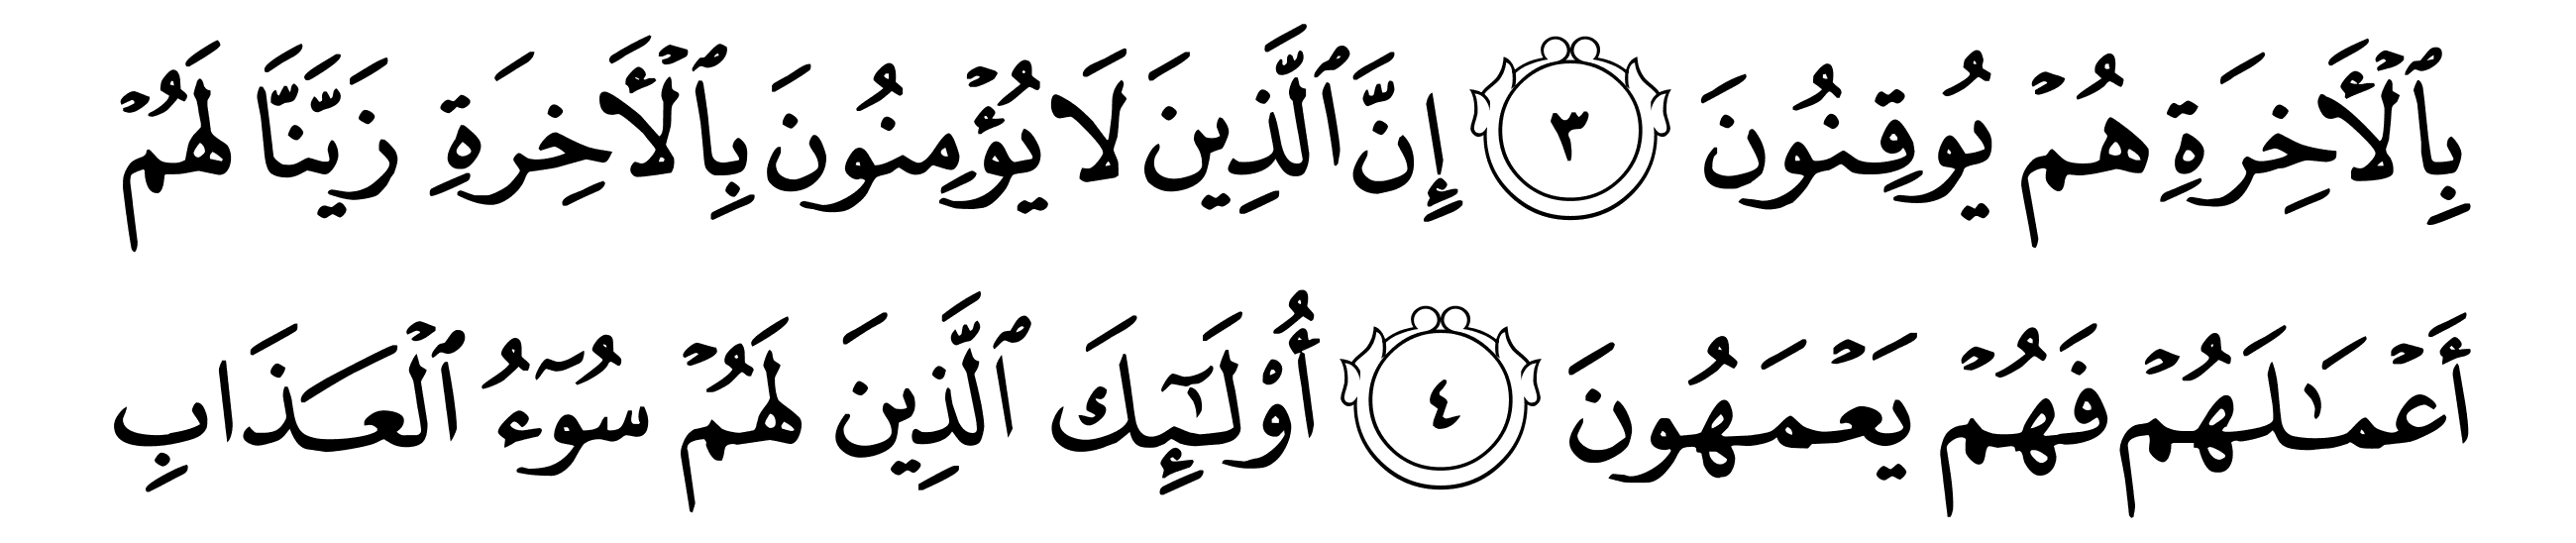 بِٱلۡأٓخِرَةِ هُمۡ يُوقِنُونَ ٣ إِنَّ ٱلَّذِينَ لَا يُؤۡمِنُونَ بِٱلۡأٓخِرَةِ زَيَّنَّا لَهُمۡ
أَعۡمَٰلَهُمۡ فَهُمۡ يَعۡمَهُونَ ٤ أُوْلَٰٓئِكَ ٱلَّذِينَ لَهُمۡ سُوٓءُ ٱلۡعَذَابِ